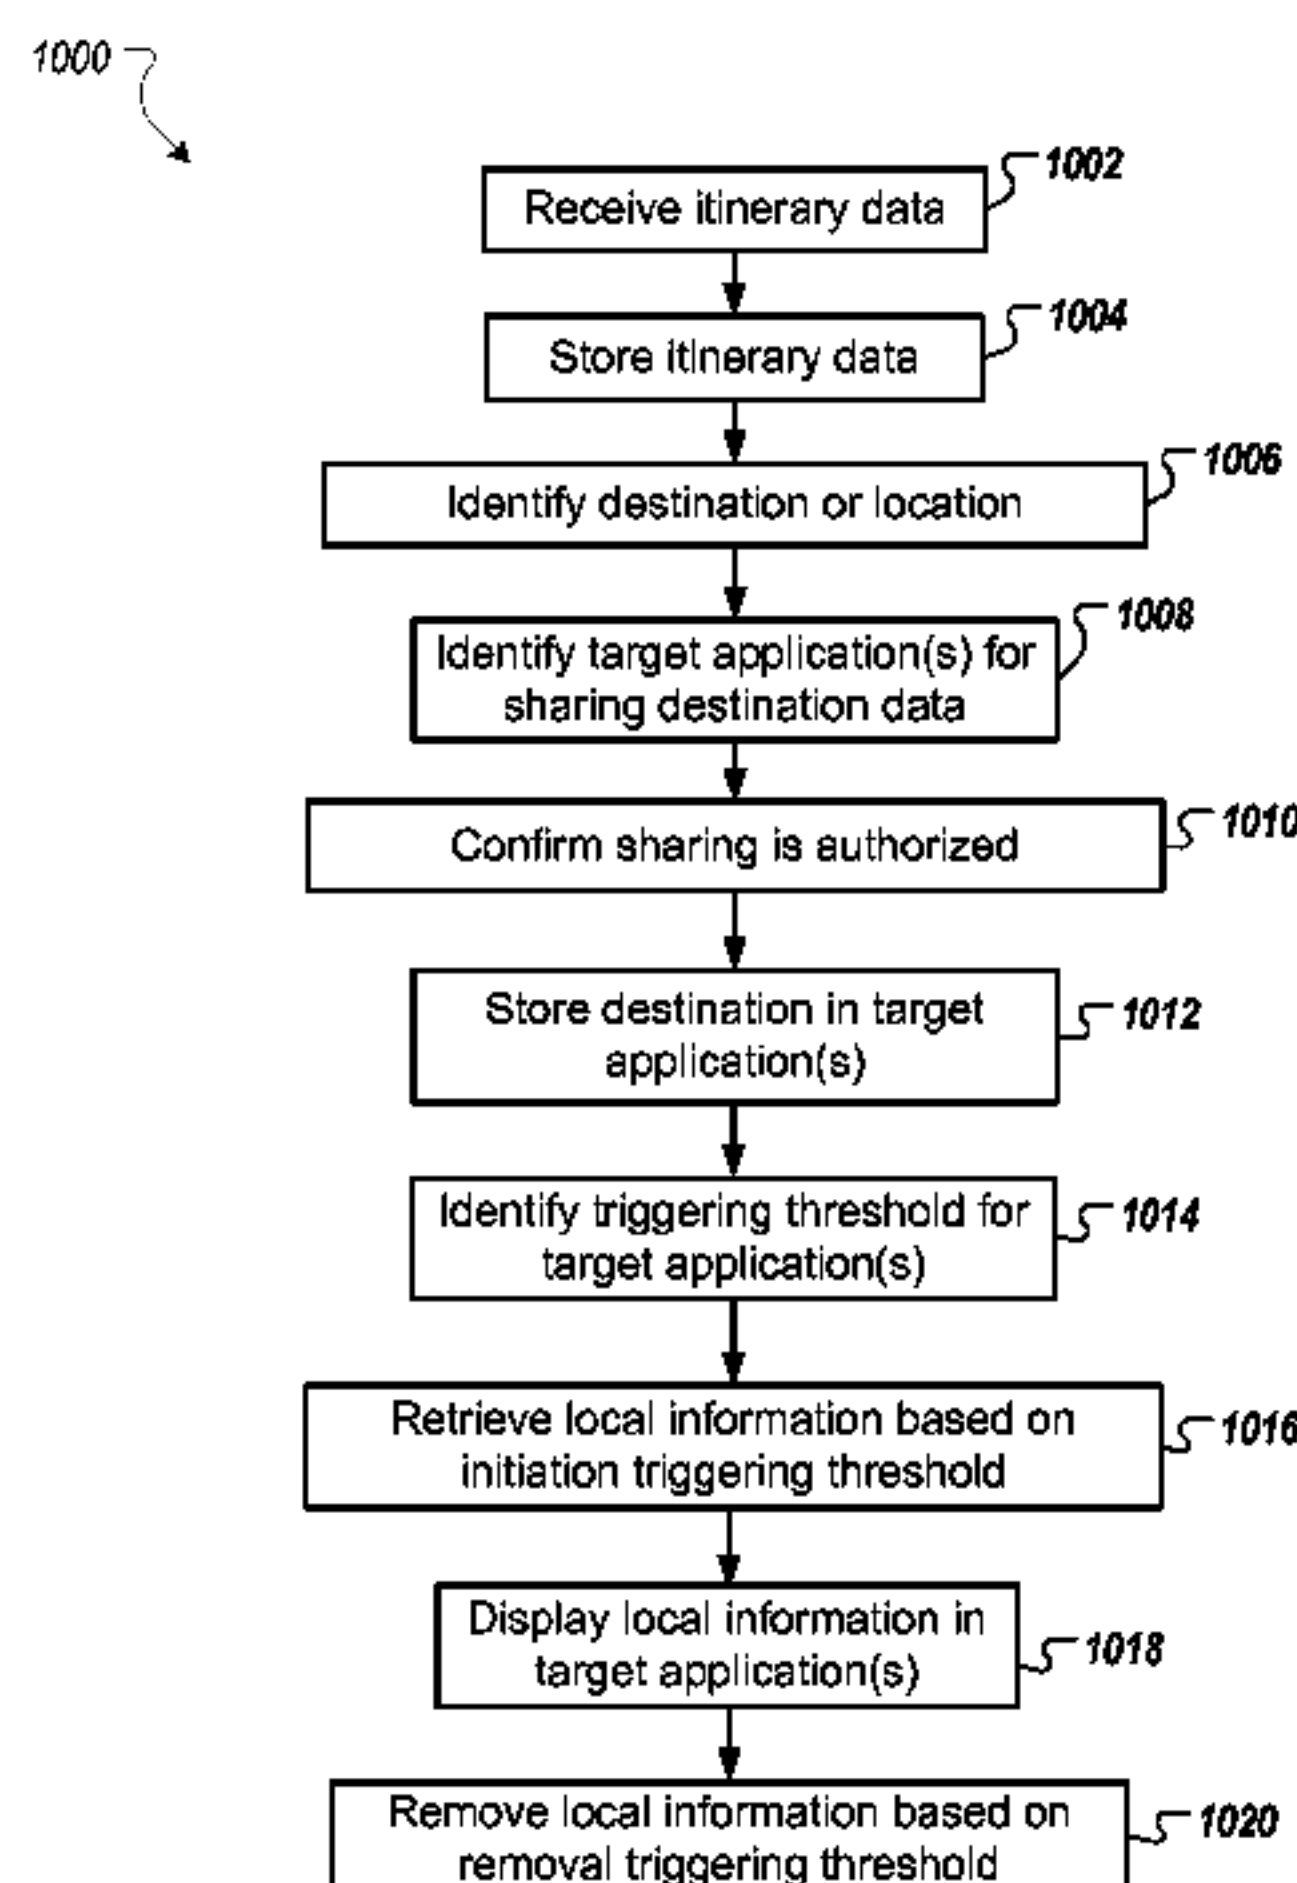 1000
Receive itinerary data
1002
Store itinerary data
1004
Identify destination or location
1006
Identify target application(s) for
sharing destination data
1008
Confirm sharing is authorized
1010
Store destination in target
application(s)
1012
Identify triggering threshold for
target application(s)
1014
Retrieve local information based on
initiation triggering threshold
1016
Display local information in
target application(s)
1018
Remove local information based on
removal triggering threshold
1020